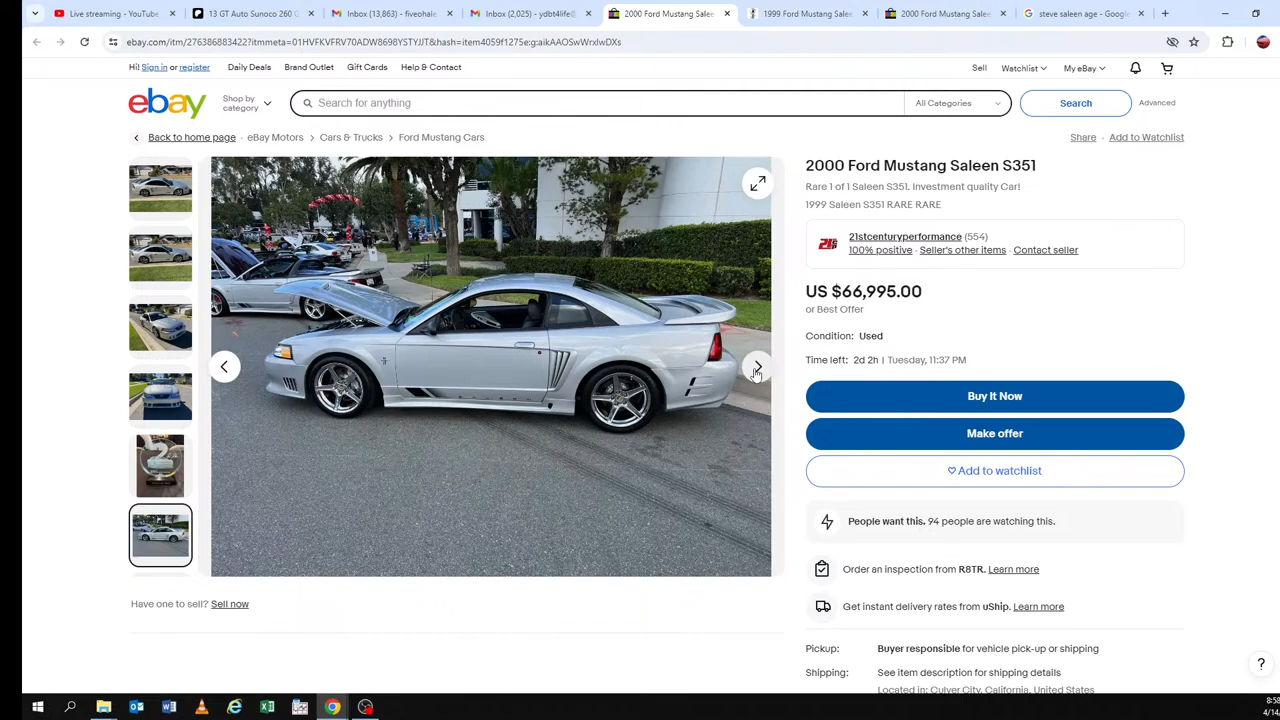 Live streaming - YouTube
13 GT Auto Sunoco 260 G
Inbox (13,863) - fiveohale
Inbox (2,025) - ydbt4life@
2000 Ford Mustang Salee
1999 Ford Mustang Salee
2000 Ford Mustang Salee
steve saleen age - Google
ebay.com/itm/276386883422?itmmeta=01HVFKVFRV70ADW8698YSTYJJT&hash=item4059f1275e:g:aikAAOSwWrxlwDXs
Hi! Sign in or register
Daily Deals
Brand Outlet
Gift Cards
Help & Contact
Sell
Watchlist
My eBay
ebay
Shop by
category
Search for anything
All Categories
Search
Advanced
Back to home page
eBay Motors
Cars & Trucks
Ford Mustang Cars
Share
Add to Watchlist
2000 Ford Mustang Saleen S351
Rare 1 of 1 Saleen S351. Investment quality Car!
1999 Saleen S351 RARE RARE
21stcenturyperformance (554)
100% positive · Seller's other items · Contact seller
US $66,995.00
or Best Offer
Condition: Used
Time left: 2d 2h | Tuesday, 11:37 PM
Buy It Now
Make offer
Add to watchlist
People want this. 94 people are watching this.
Order an inspection from R8TR. Learn more
Have one to sell? Sell now
Get instant delivery rates from uShip. Learn more
Pickup: Buyer responsible for vehicle pick-up or shipping
Shipping: See item description for shipping details
Located in: Culver City, California, United States
?